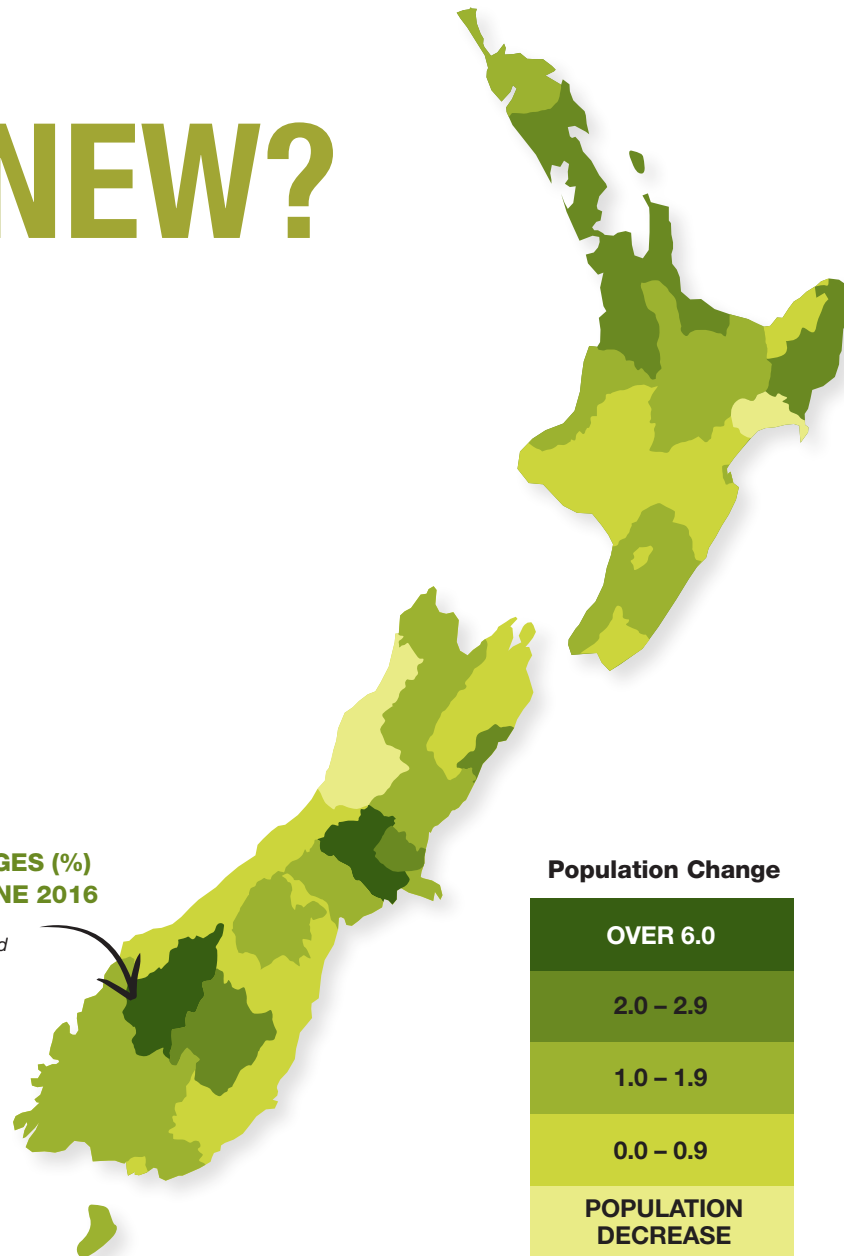 NEW?
GES (%)
NE 2016
d
Population Change
OVER 6.0
2.0 – 2.9
1.0 – 1.9
0.0 – 0.9
POPULATION
DECREASE